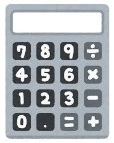 7 8 9 ÷
4 5 6 ×
1 2 3 −
0 . = +